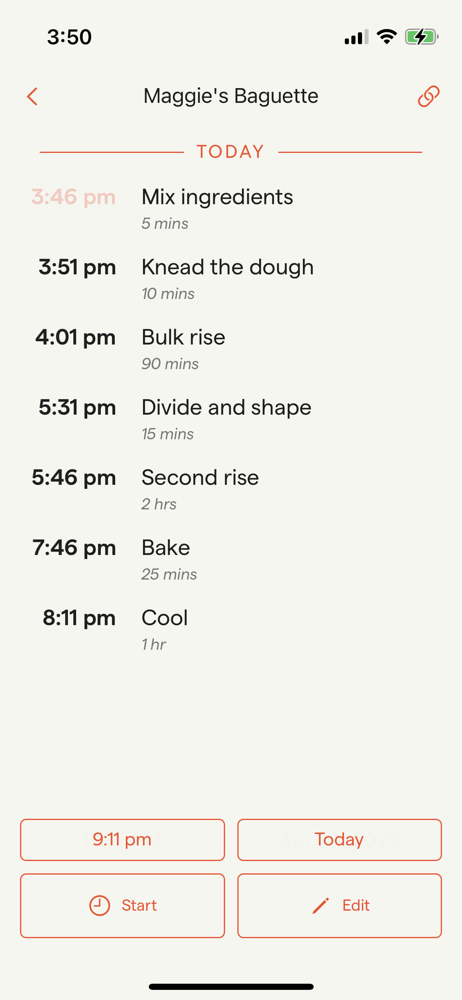 3:50
Maggie's Baguette
TODAY
3:46 pm Mix ingredients
5 mins
3:51 pm Knead the dough
10 mins
4:01 pm Bulk rise
90 mins
5:31 pm Divide and shape
15 mins
5:46 pm Second rise
2 hrs
7:46 pm Bake
25 mins
8:11 pm Cool
1 hr
9:11 pm Today
Start Edit